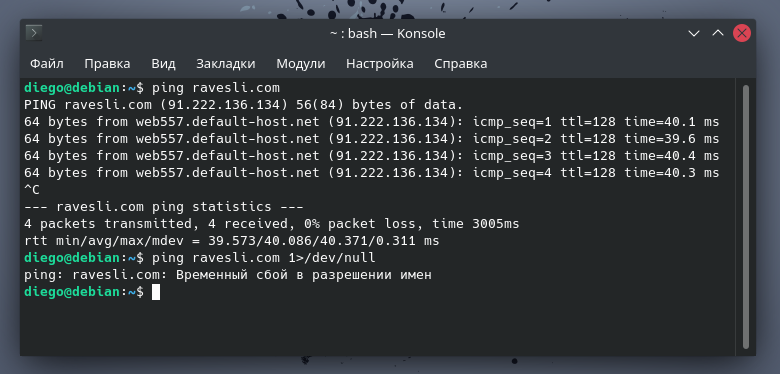 ~ : bash — Konsole
Файл Правка Вид Закладки Модули Настройка Справка
diego@debian:~$ ping ravesli.com
PING ravesli.com (91.222.136.134) 56(84) bytes of data.
64 bytes from web557.default-host.net (91.222.136.134): icmp_seq=1 ttl=128 time=40.1 ms
64 bytes from web557.default-host.net (91.222.136.134): icmp_seq=2 ttl=128 time=39.6 ms
64 bytes from web557.default-host.net (91.222.136.134): icmp_seq=3 ttl=128 time=40.4 ms
64 bytes from web557.default-host.net (91.222.136.134): icmp_seq=4 ttl=128 time=40.3 ms
^C
--- ravesli.com ping statistics ---
4 packets transmitted, 4 received, 0% packet loss, time 3005ms
rtt min/avg/max/mdev = 39.573/40.086/40.371/0.311 ms
diego@debian:~$ ping ravesli.com 1>/dev/null
ping: ravesli.com: Временный сбой в разрешении имен
diego@debian:~$